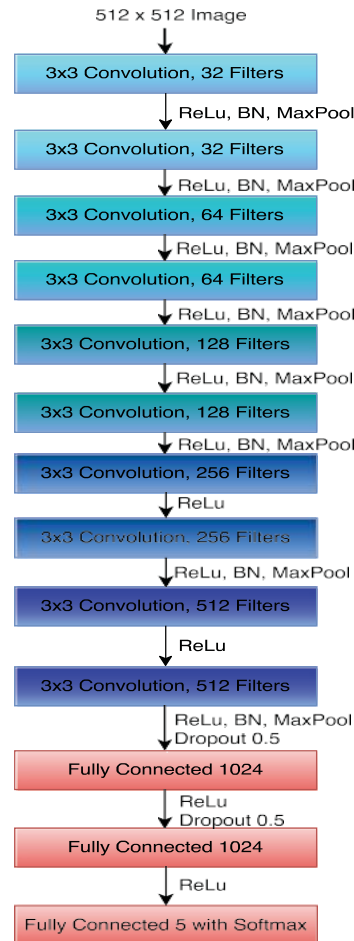 512 x 512 Image
3x3 Convolution, 32 Filters
ReLu, BN, MaxPool
3x3 Convolution, 32 Filters
ReLu, BN, MaxPool
3x3 Convolution, 64 Filters
ReLu, BN, MaxPool
3x3 Convolution, 64 Filters
ReLu, BN, MaxPool
3x3 Convolution, 128 Filters
ReLu, BN, MaxPool
3x3 Convolution, 128 Filters
ReLu, BN, MaxPool
3x3 Convolution, 256 Filters
ReLu
3x3 Convolution. 256 Filters
ReLu, BN, MaxPool
3x3 Convolution, 512 Filters
ReLu
3x3 Convolution, 512 Filters
ReLu, BN, MaxPool
Dropout 0.5
Fully Connected 1024
ReLu
Dropout 0.5
Fully Connected 1024
ReLu
Fully Connected 5 with Softmax